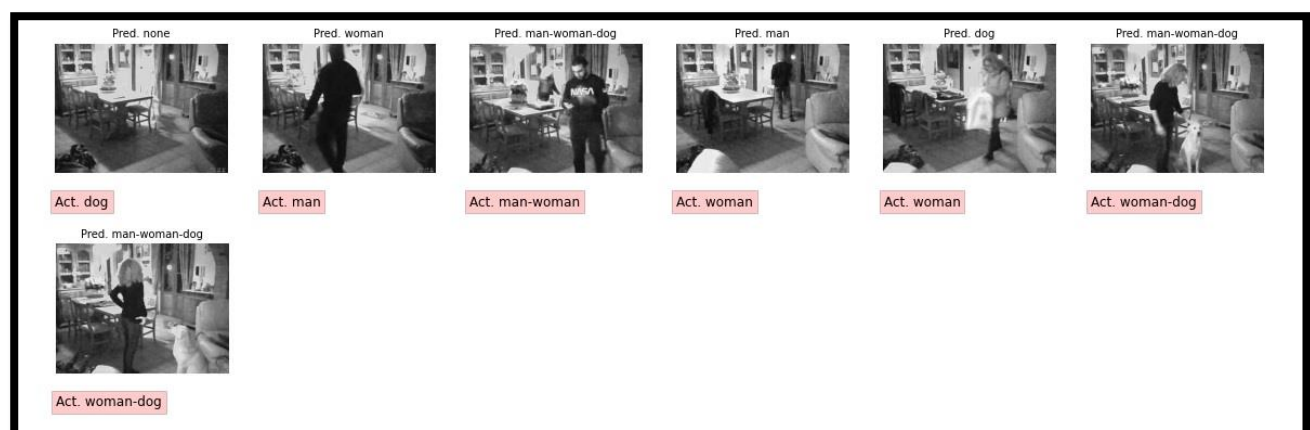 Pred. none
Pred. woman
Pred. man-woman-dog
Pred. man
Pred. dog
Pred. man-woman-dog
NASA
Act. dog
Act. man
Act. man-woman
Act. woman
Act. woman
Act. woman-dog
Pred. man-woman-dog
Act. woman-dog